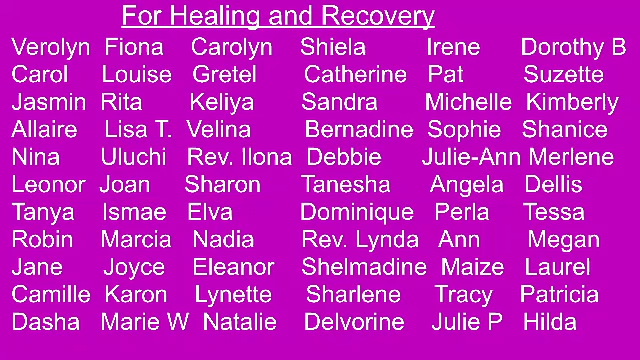 For Healing and Recovery
Verolyn Fiona Carolyn Shiela Irene Dorothy B
Carol Louise Gretel Catherine Pat Suzette
Jasmin Rita Keliya Sandra Michelle Kimberly
Allaire Lisa T. Velina Bernadine Sophie Shanice
Nina Uluchi Rev. Ilona Debbie Julie-Ann Merlene
Leonor Joan Sharon Tanesha Angela Dellis
Tanya Ismae Elva Dominique Perla Tessa
Robin Marcia Nadia Rev. Lynda Ann Megan
Jane Joyce Eleanor Shelmadine Maize Laurel
Camille Karon Lynette Sharlene Tracy Patricia
Dasha Marie W Natalie Delvorine Julie P Hilda